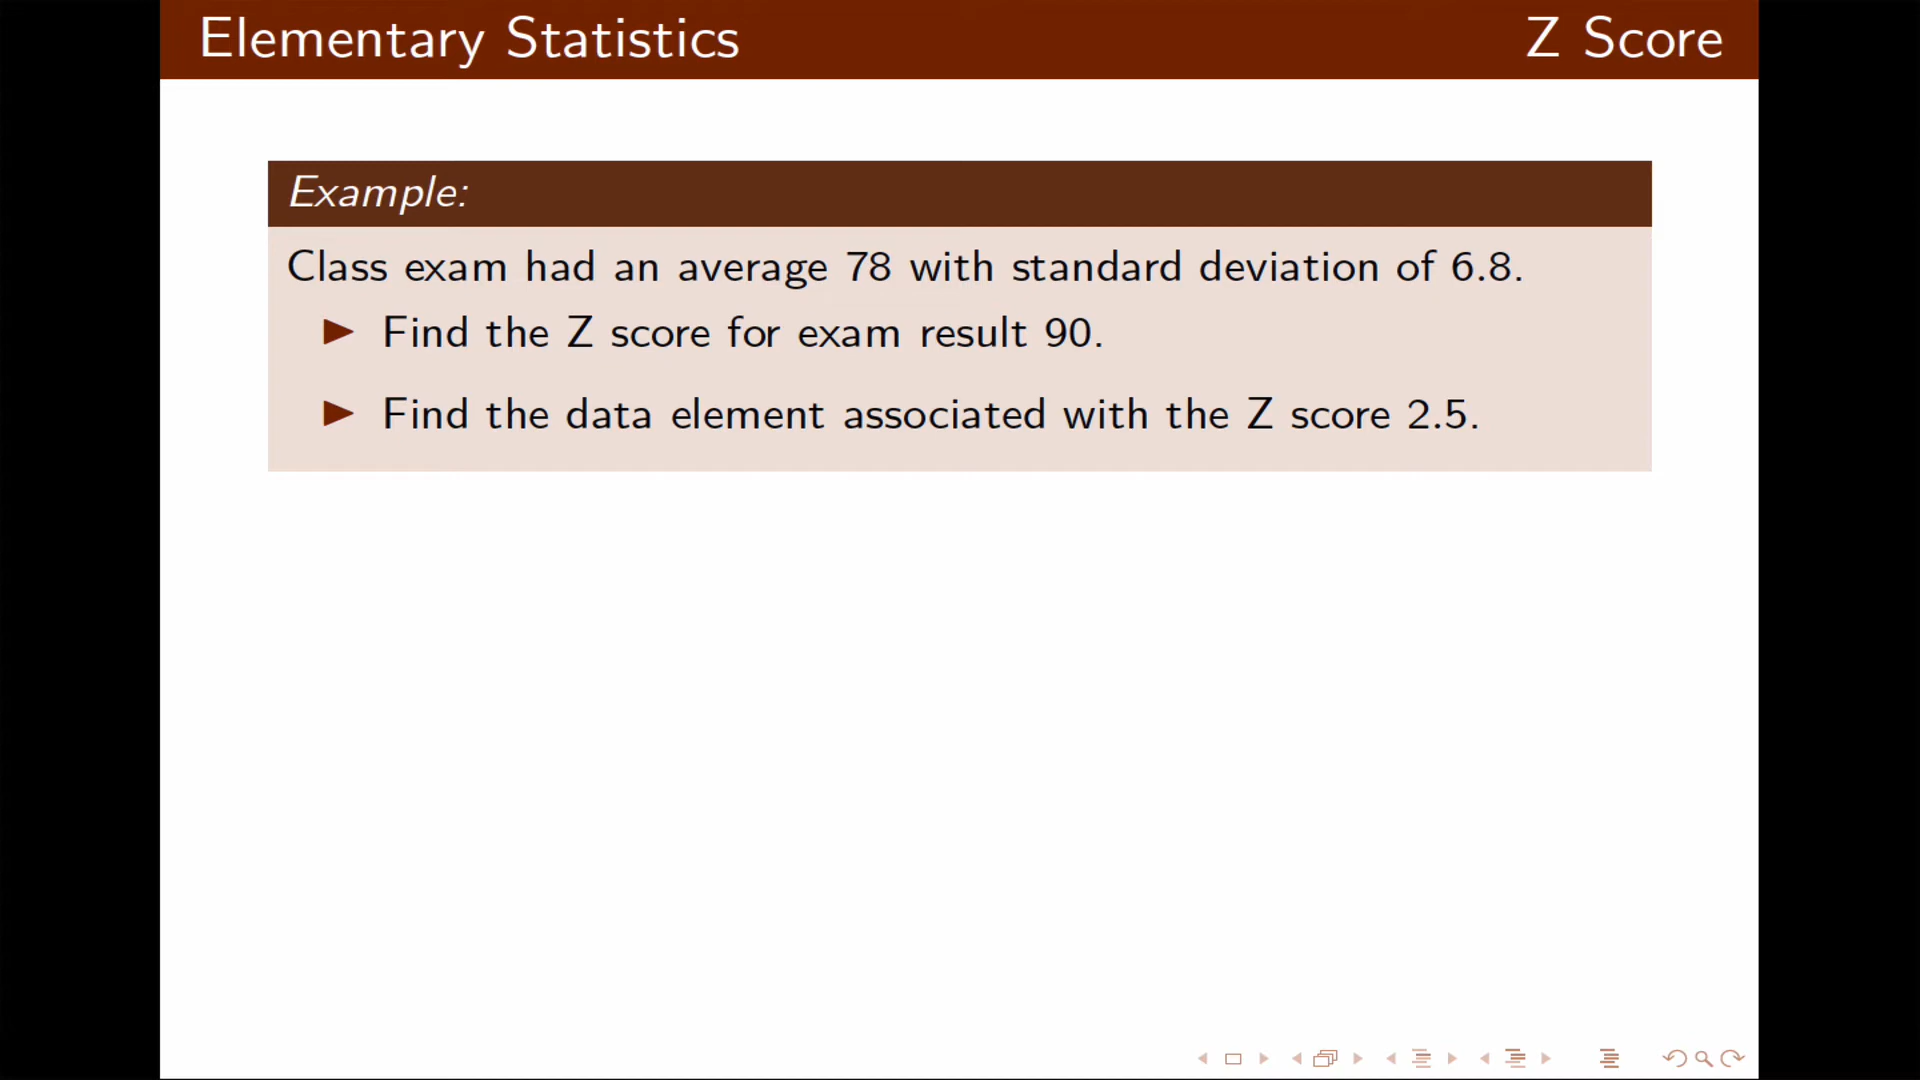 Elementary Statistics Z Score
Example:
Class exam had an average 78 with standard deviation of 6.8.
Find the Z score for exam result 90.
Find the data element associated with the Z score 2.5.